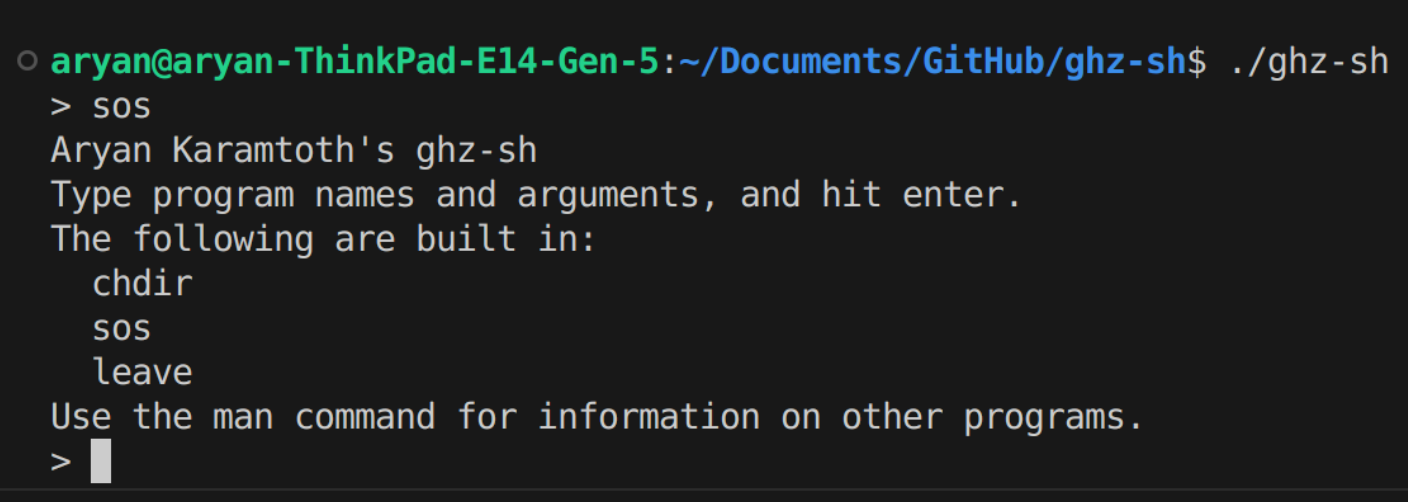 aryan@aryan-ThinkPad-E14-Gen-5:~/Documents/GitHub/ghz-sh$ ./ghz-sh
> sos
Aryan Karamtoth's ghz-sh
Type program names and arguments, and hit enter.
The following are built in:
  chdir
  sos
  leave
Use the man command for information on other programs.
>